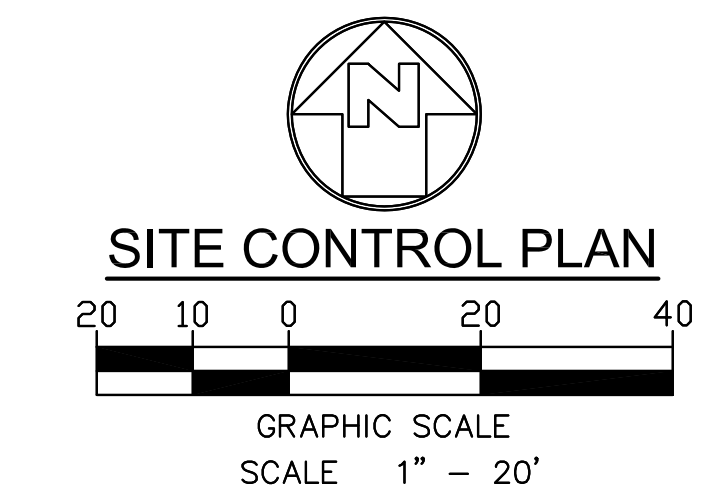 N
SITE CONTROL PLAN
20 10 0 20 40
GRAPHIC SCALE
SCALE 1" - 20'